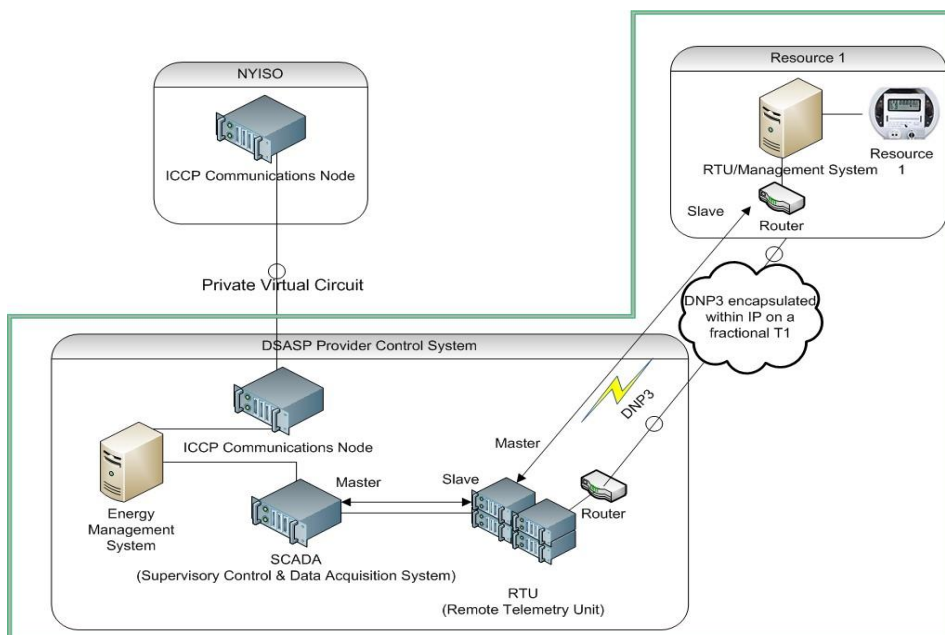 NYISO
ICCP Communications Node
Private Virtual Circuit
Resource 1
RTU/Management System
Resource
1
Slave
Router
DNP3 encapsulated
within IP on a
fractional T1
DSASP Provider Control System
ICCP Communications Node
DNP3
Master
Energy
Management
System
Master
Slave
Router
SCADA
(Supervisory Control & Data Acquisition System)
RTU
(Remote Telemetry Unit)